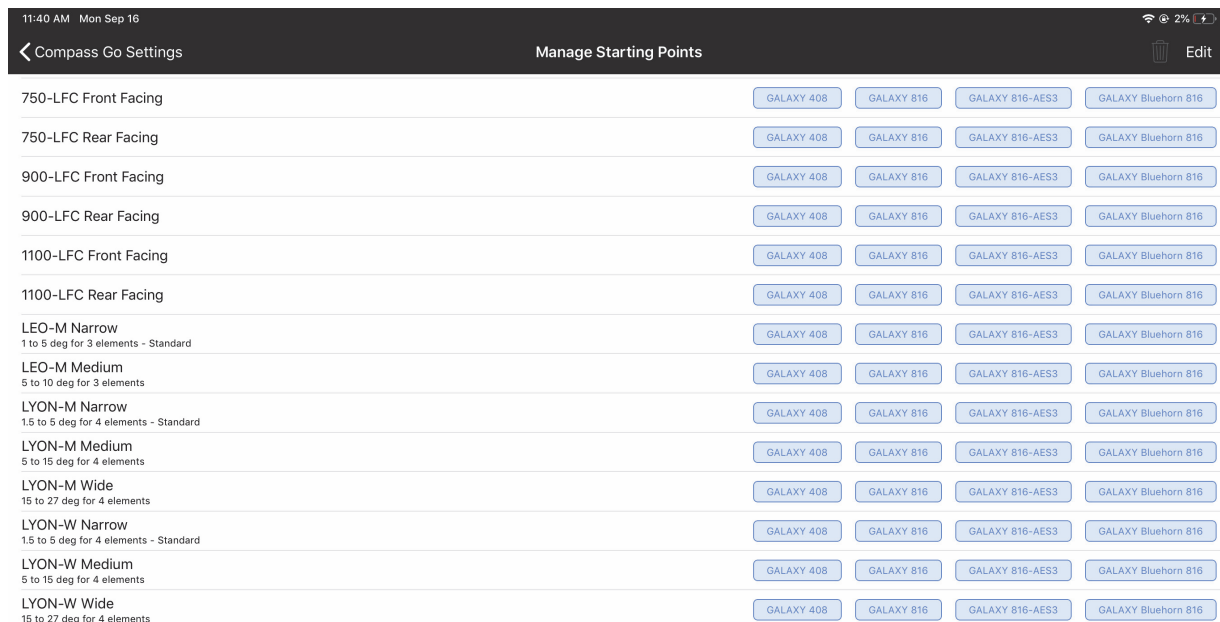 11:40 AM Mon Sep 16 2%
Compass Go Settings Manage Starting Points Edit
750-LFC Front Facing GALAXY 408 GALAXY 816 GALAXY 816-AES3 GALAXY Bluehorn 816
750-LFC Rear Facing GALAXY 408 GALAXY 816 GALAXY 816-AES3 GALAXY Bluehorn 816
900-LFC Front Facing GALAXY 408 GALAXY 816 GALAXY 816-AES3 GALAXY Bluehorn 816
900-LFC Rear Facing GALAXY 408 GALAXY 816 GALAXY 816-AES3 GALAXY Bluehorn 816
1100-LFC Front Facing GALAXY 408 GALAXY 816 GALAXY 816-AES3 GALAXY Bluehorn 816
1100-LFC Rear Facing GALAXY 408 GALAXY 816 GALAXY 816-AES3 GALAXY Bluehorn 816
LEO-M Narrow GALAXY 408 GALAXY 816 GALAXY 816-AES3 GALAXY Bluehorn 816
1 to 5 deg for 3 elements - Standard
LEO-M Medium GALAXY 408 GALAXY 816 GALAXY 816-AES3 GALAXY Bluehorn 816
5 to 10 deg for 3 elements
LYON-M Narrow GALAXY 408 GALAXY 816 GALAXY 816-AES3 GALAXY Bluehorn 816
1.5 to 5 deg for 4 elements - Standard
LYON-M Medium GALAXY 408 GALAXY 816 GALAXY 816-AES3 GALAXY Bluehorn 816
5 to 15 deg for 4 elements
LYON-M Wide GALAXY 408 GALAXY 816 GALAXY 816-AES3 GALAXY Bluehorn 816
15 to 27 deg for 4 elements
LYON-W Narrow GALAXY 408 GALAXY 816 GALAXY 816-AES3 GALAXY Bluehorn 816
1.5 to 5 deg for 4 elements - Standard
LYON-W Medium GALAXY 408 GALAXY 816 GALAXY 816-AES3 GALAXY Bluehorn 816
5 to 15 deg for 4 elements
LYON-W Wide GALAXY 408 GALAXY 816 GALAXY 816-AES3 GALAXY Bluehorn 816
15 to 27 deg for 4 elements